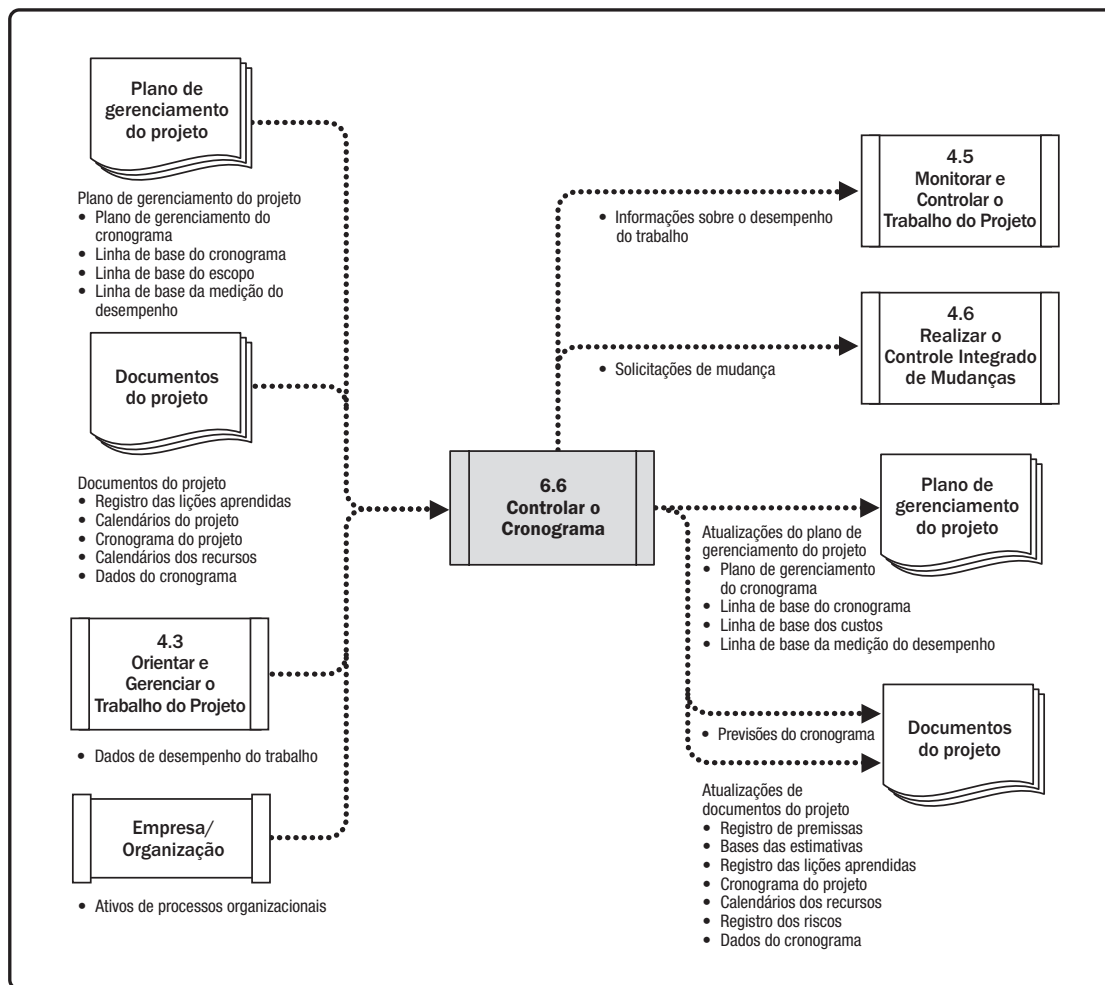 Plano de
gerenciamento
do projeto
Plano de gerenciamento do projeto
• Plano de gerenciamento do
cronograma
• Linha de base do cronograma
• Linha de base do escopo
• Linha de base da medição do
desempenho
Documentos
do projeto
Documentos do projeto
• Registro das lições aprendidas
• Calendários do projeto
• Cronograma do projeto
• Calendários dos recursos
• Dados do cronograma
4.3
Orientar e
Gerenciar o
Trabalho do Projeto
• Dados de desempenho do trabalho
Empresa/
Organização
• Ativos de processos organizacionais
6.6
Controlar o
Cronograma
• Informações sobre o desempenho
do trabalho
4.5
Monitorar e
Controlar o
Trabalho do Projeto
• Solicitações de mudança
4.6
Realizar o
Controle Integrado
de Mudanças
Plano de
gerenciamento
do projeto
Atualizações do plano de
gerenciamento do projeto
• Plano de gerenciamento
do cronograma
• Linha de base do cronograma
• Linha de base dos custos
• Linha de base da medição do desempenho
• Previsões do cronograma
Documentos
do projeto
Atualizações de
documentos do projeto
• Registro de premissas
• Bases das estimativas
• Registro das lições aprendidas
• Cronograma do projeto
• Calendários dos recursos
• Registro dos riscos
• Dados do cronograma